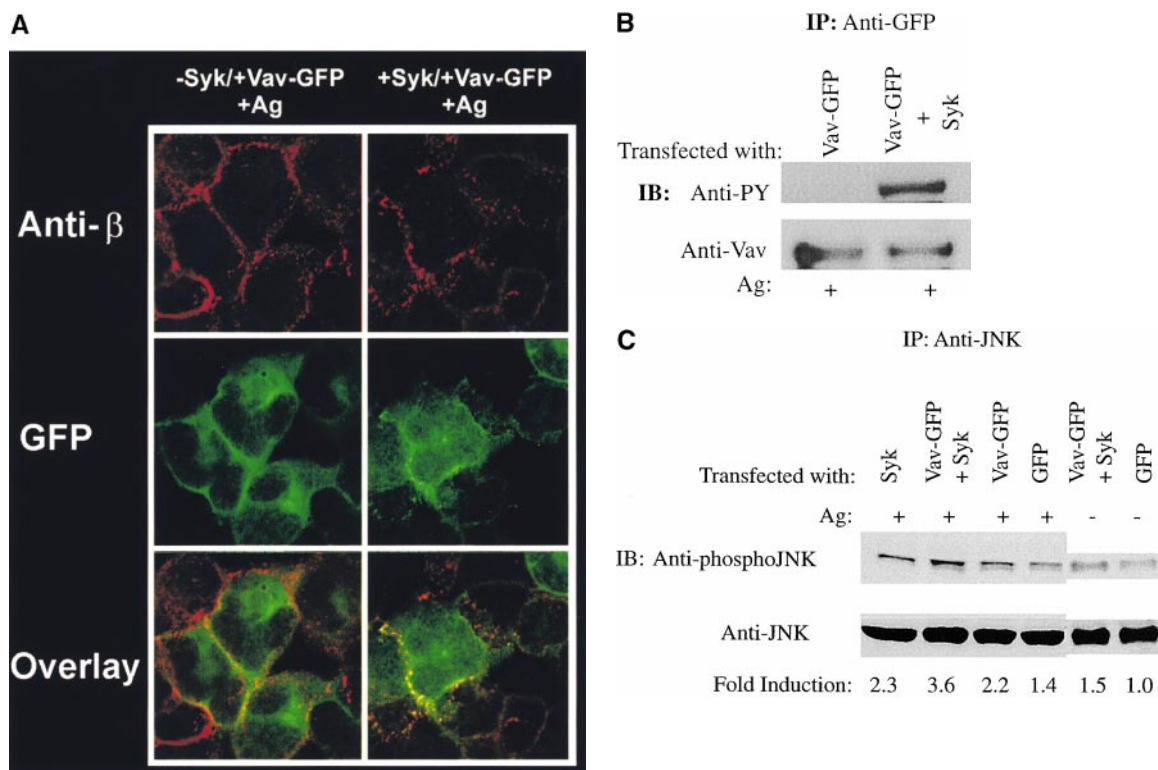 A
-Syk/+Vav-GFP
+Ag
+Syk/+Vav-GFP
+Ag
Anti-β
GFP
Overlay
B
IP: Anti-GFP
Transfected with:
Vav-GFP
Vav-GFP
+
Syk
IB: Anti-PY
Anti-Vav
Ag: + +
C
IP: Anti-JNK
Transfected with:
Syk
Vav-GFP
+ Syk
Vav-GFP
GFP
Vav-GFP
+ Syk
GFP
Ag: + + + + - -
IB: Anti-phosphoJNK
Anti-JNK
Fold Induction: 2.3 3.6 2.2 1.4 1.5 1.0